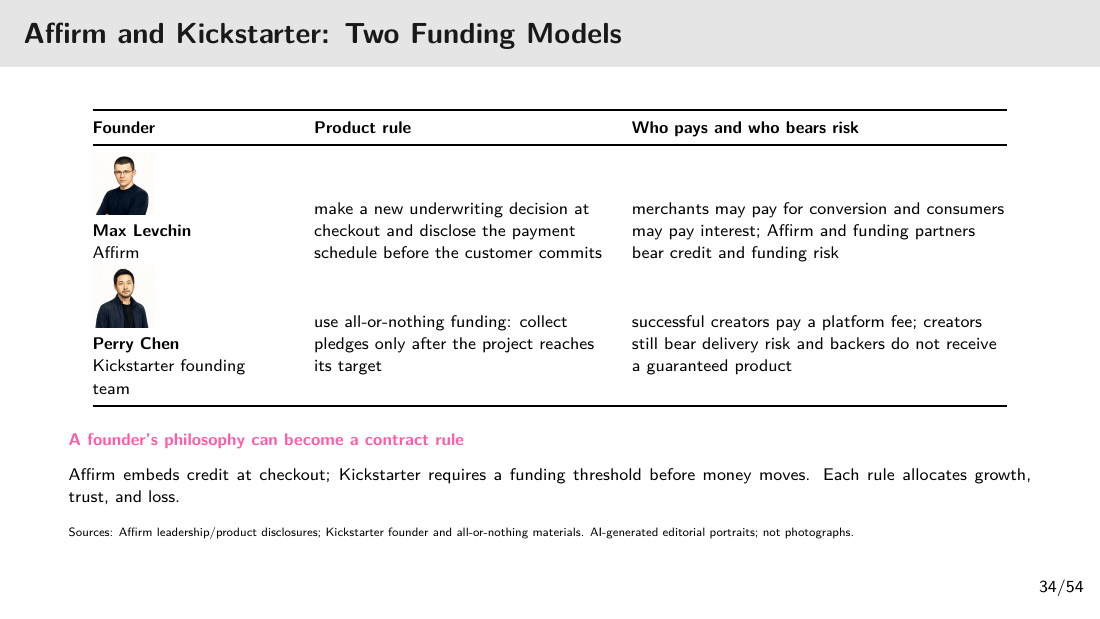 Affirm and Kickstarter: Two Funding Models
Founder Product rule Who pays and who bears risk
Max Levchin
Affirm
make a new underwriting decision at
checkout and disclose the payment
schedule before the customer commits
merchants may pay for conversion and consumers
may pay interest; Affirm and funding partners
bear credit and funding risk
Perry Chen
Kickstarter founding
team
use all-or-nothing funding: collect
pledges only after the project reaches
its target
successful creators pay a platform fee; creators
still bear delivery risk and backers do not receive
a guaranteed product
A founder's philosophy can become a contract rule
Affirm embeds credit at checkout; Kickstarter requires a funding threshold before money moves. Each rule allocates growth,
trust, and loss.
Sources: Affirm leadership/product disclosures; Kickstarter founder and all-or-nothing materials. AI-generated editorial portraits; not photographs.
34/54